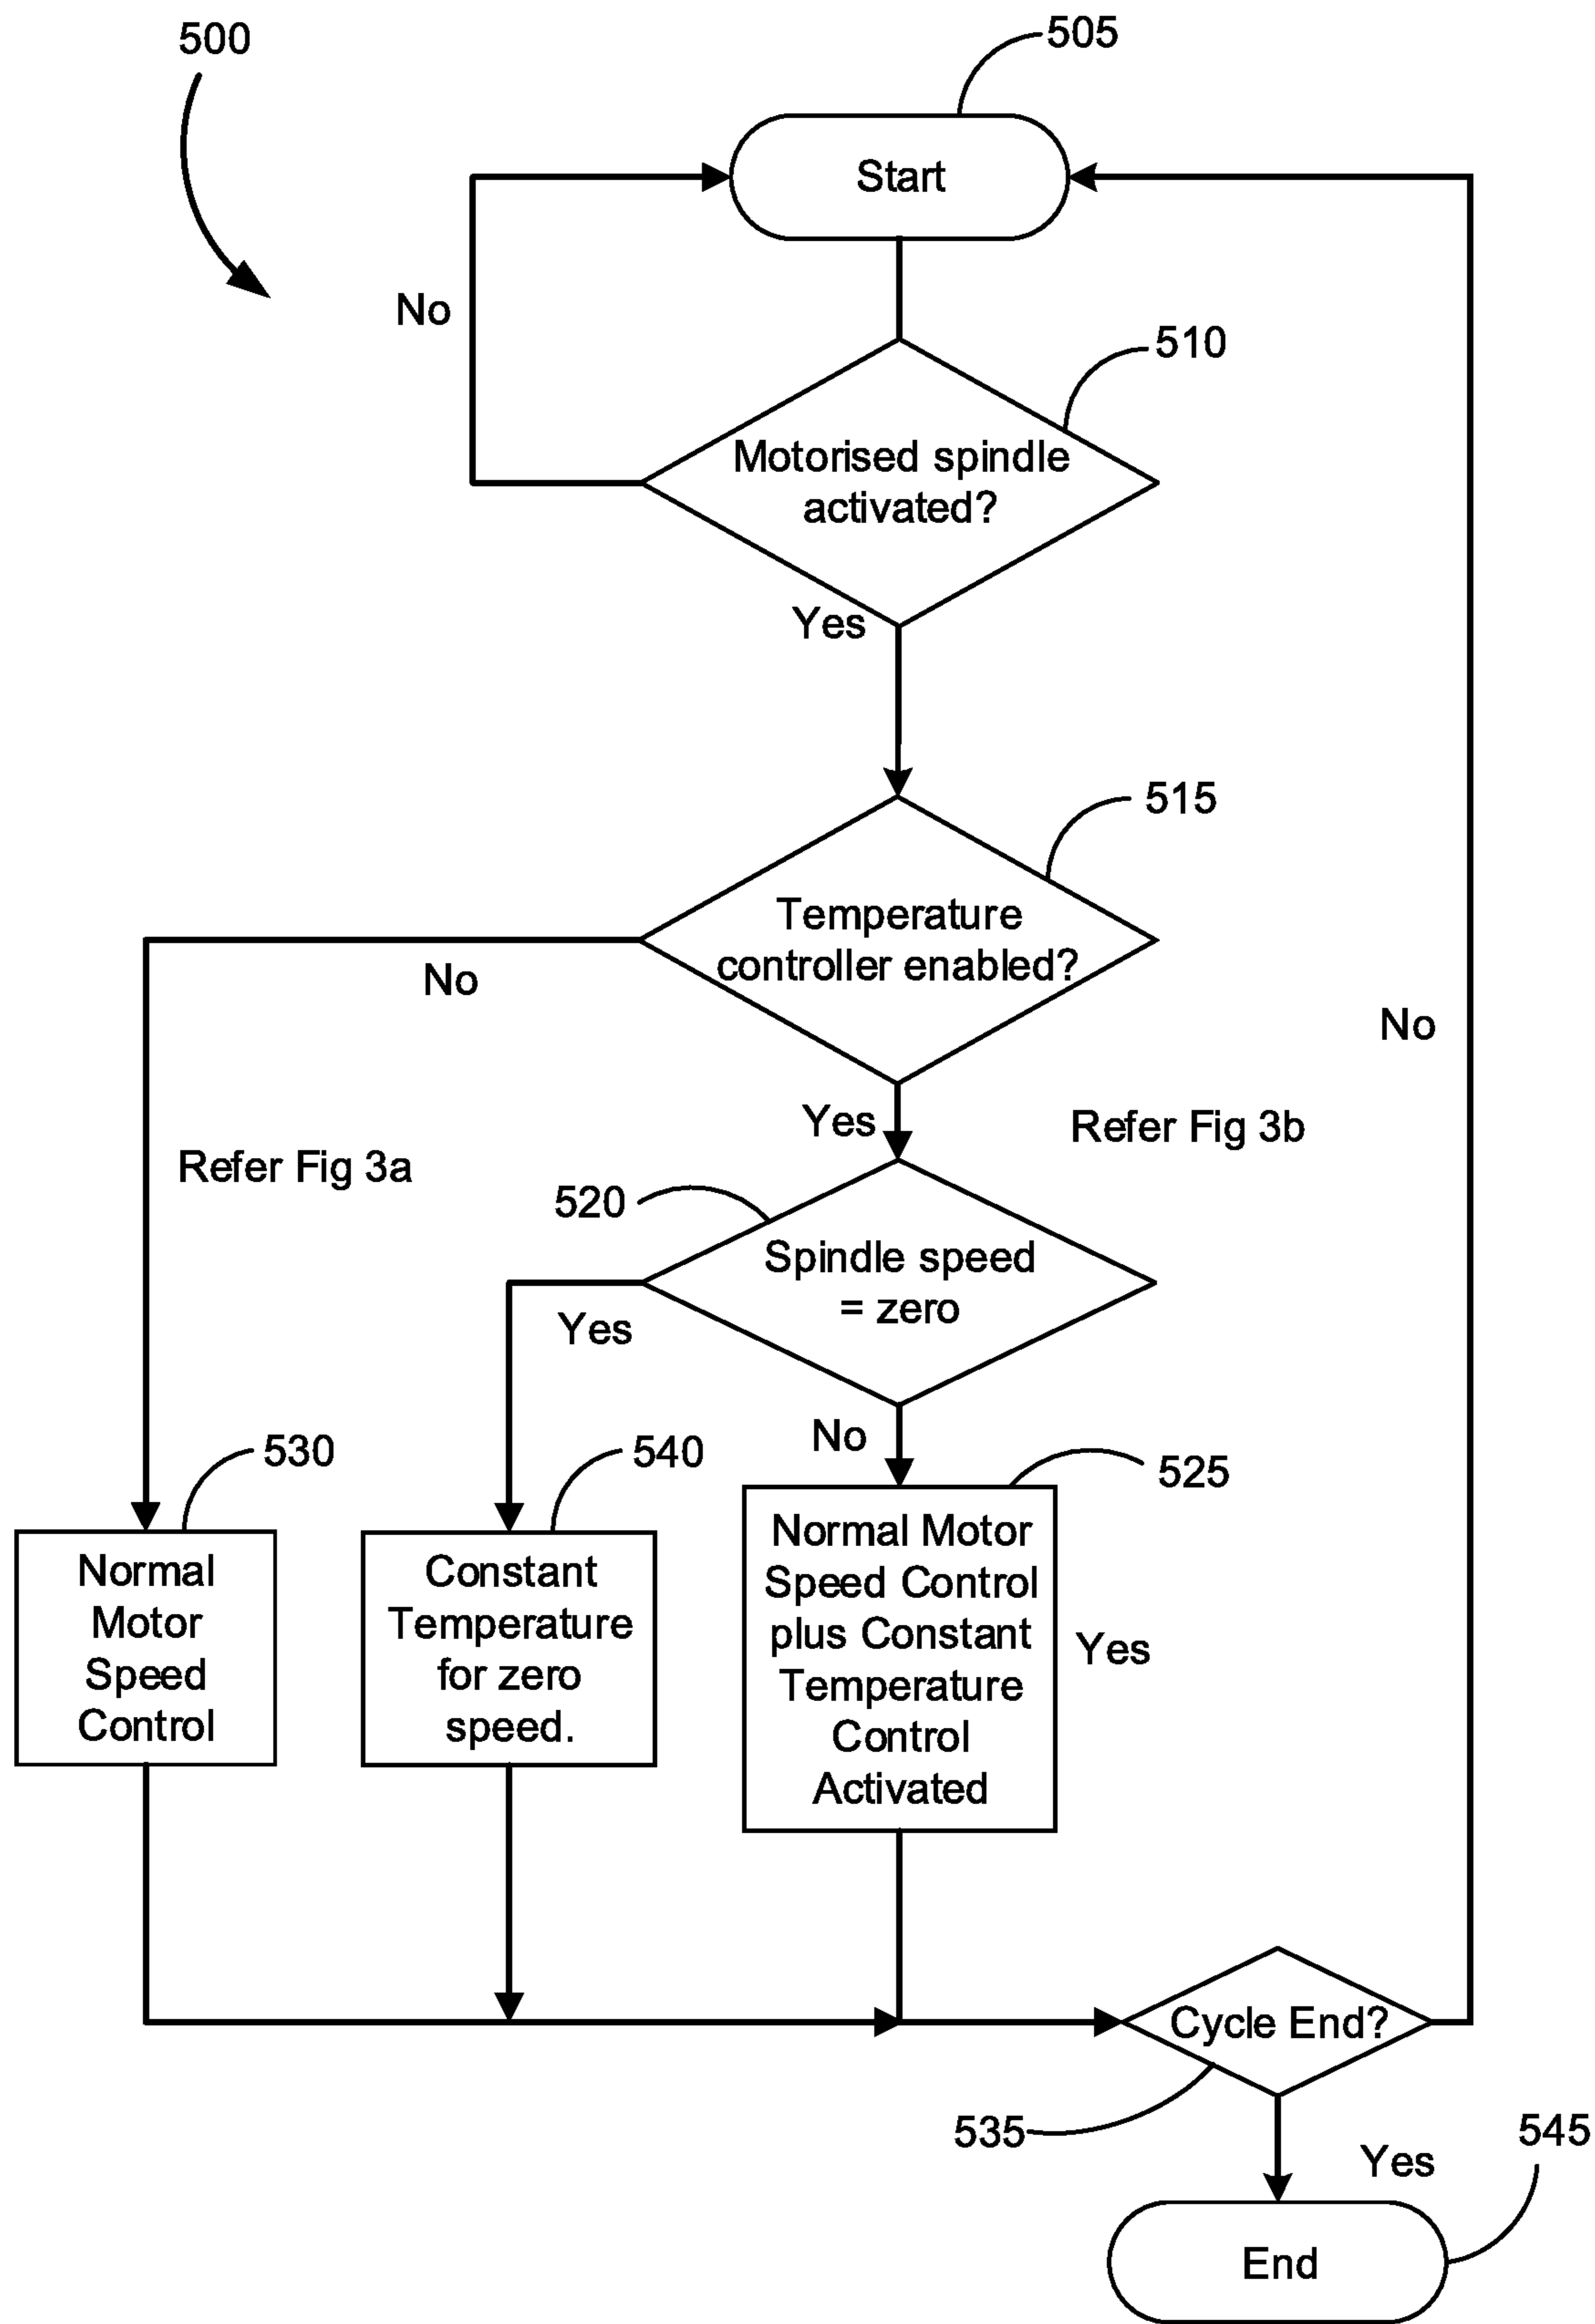 500
505
Start
No
510
Motorised spindle
activated?
Yes
515
Temperature
controller enabled?
No
No
Yes
Refer Fig 3b
Refer Fig 3a
520
Spindle speed
= zero
Yes
No
530
540
525
Normal
Motor
Speed
Control
Constant
Temperature
for zero
speed.
Normal Motor
Speed Control
plus Constant
Temperature
Control
Activated
Yes
Cycle End?
535
545
Yes
End